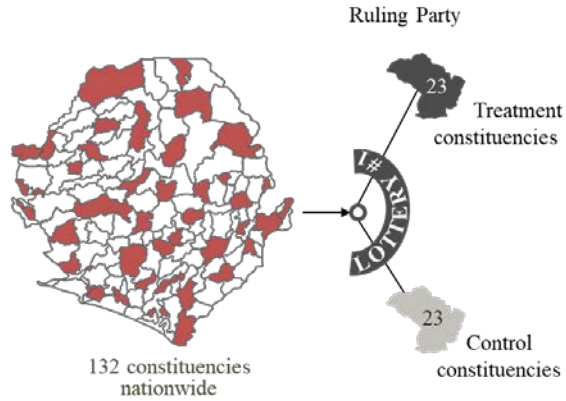 Ruling Party
23
Treatment
constituencies
LOTTERY #1
23
Control
constituencies
132 constituencies
nationwide